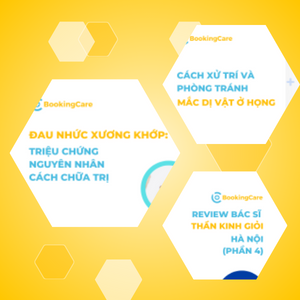 BookingCare
CÁCH XỬ TRÍ VÀ
PHÒNG TRÁNH
MẮC DỊ VẬT Ở HỌNG
BookingCare
ĐAU NHỨC XƯƠNG KHỚP:
TRIỆU CHỨNG
NGUYÊN NHÂN
CÁCH CHỮA TRỊ
BookingCare
REVIEW BÁC SĨ
THẦN KINH GIỎI
HÀ NỘI
(PHẦN 4)